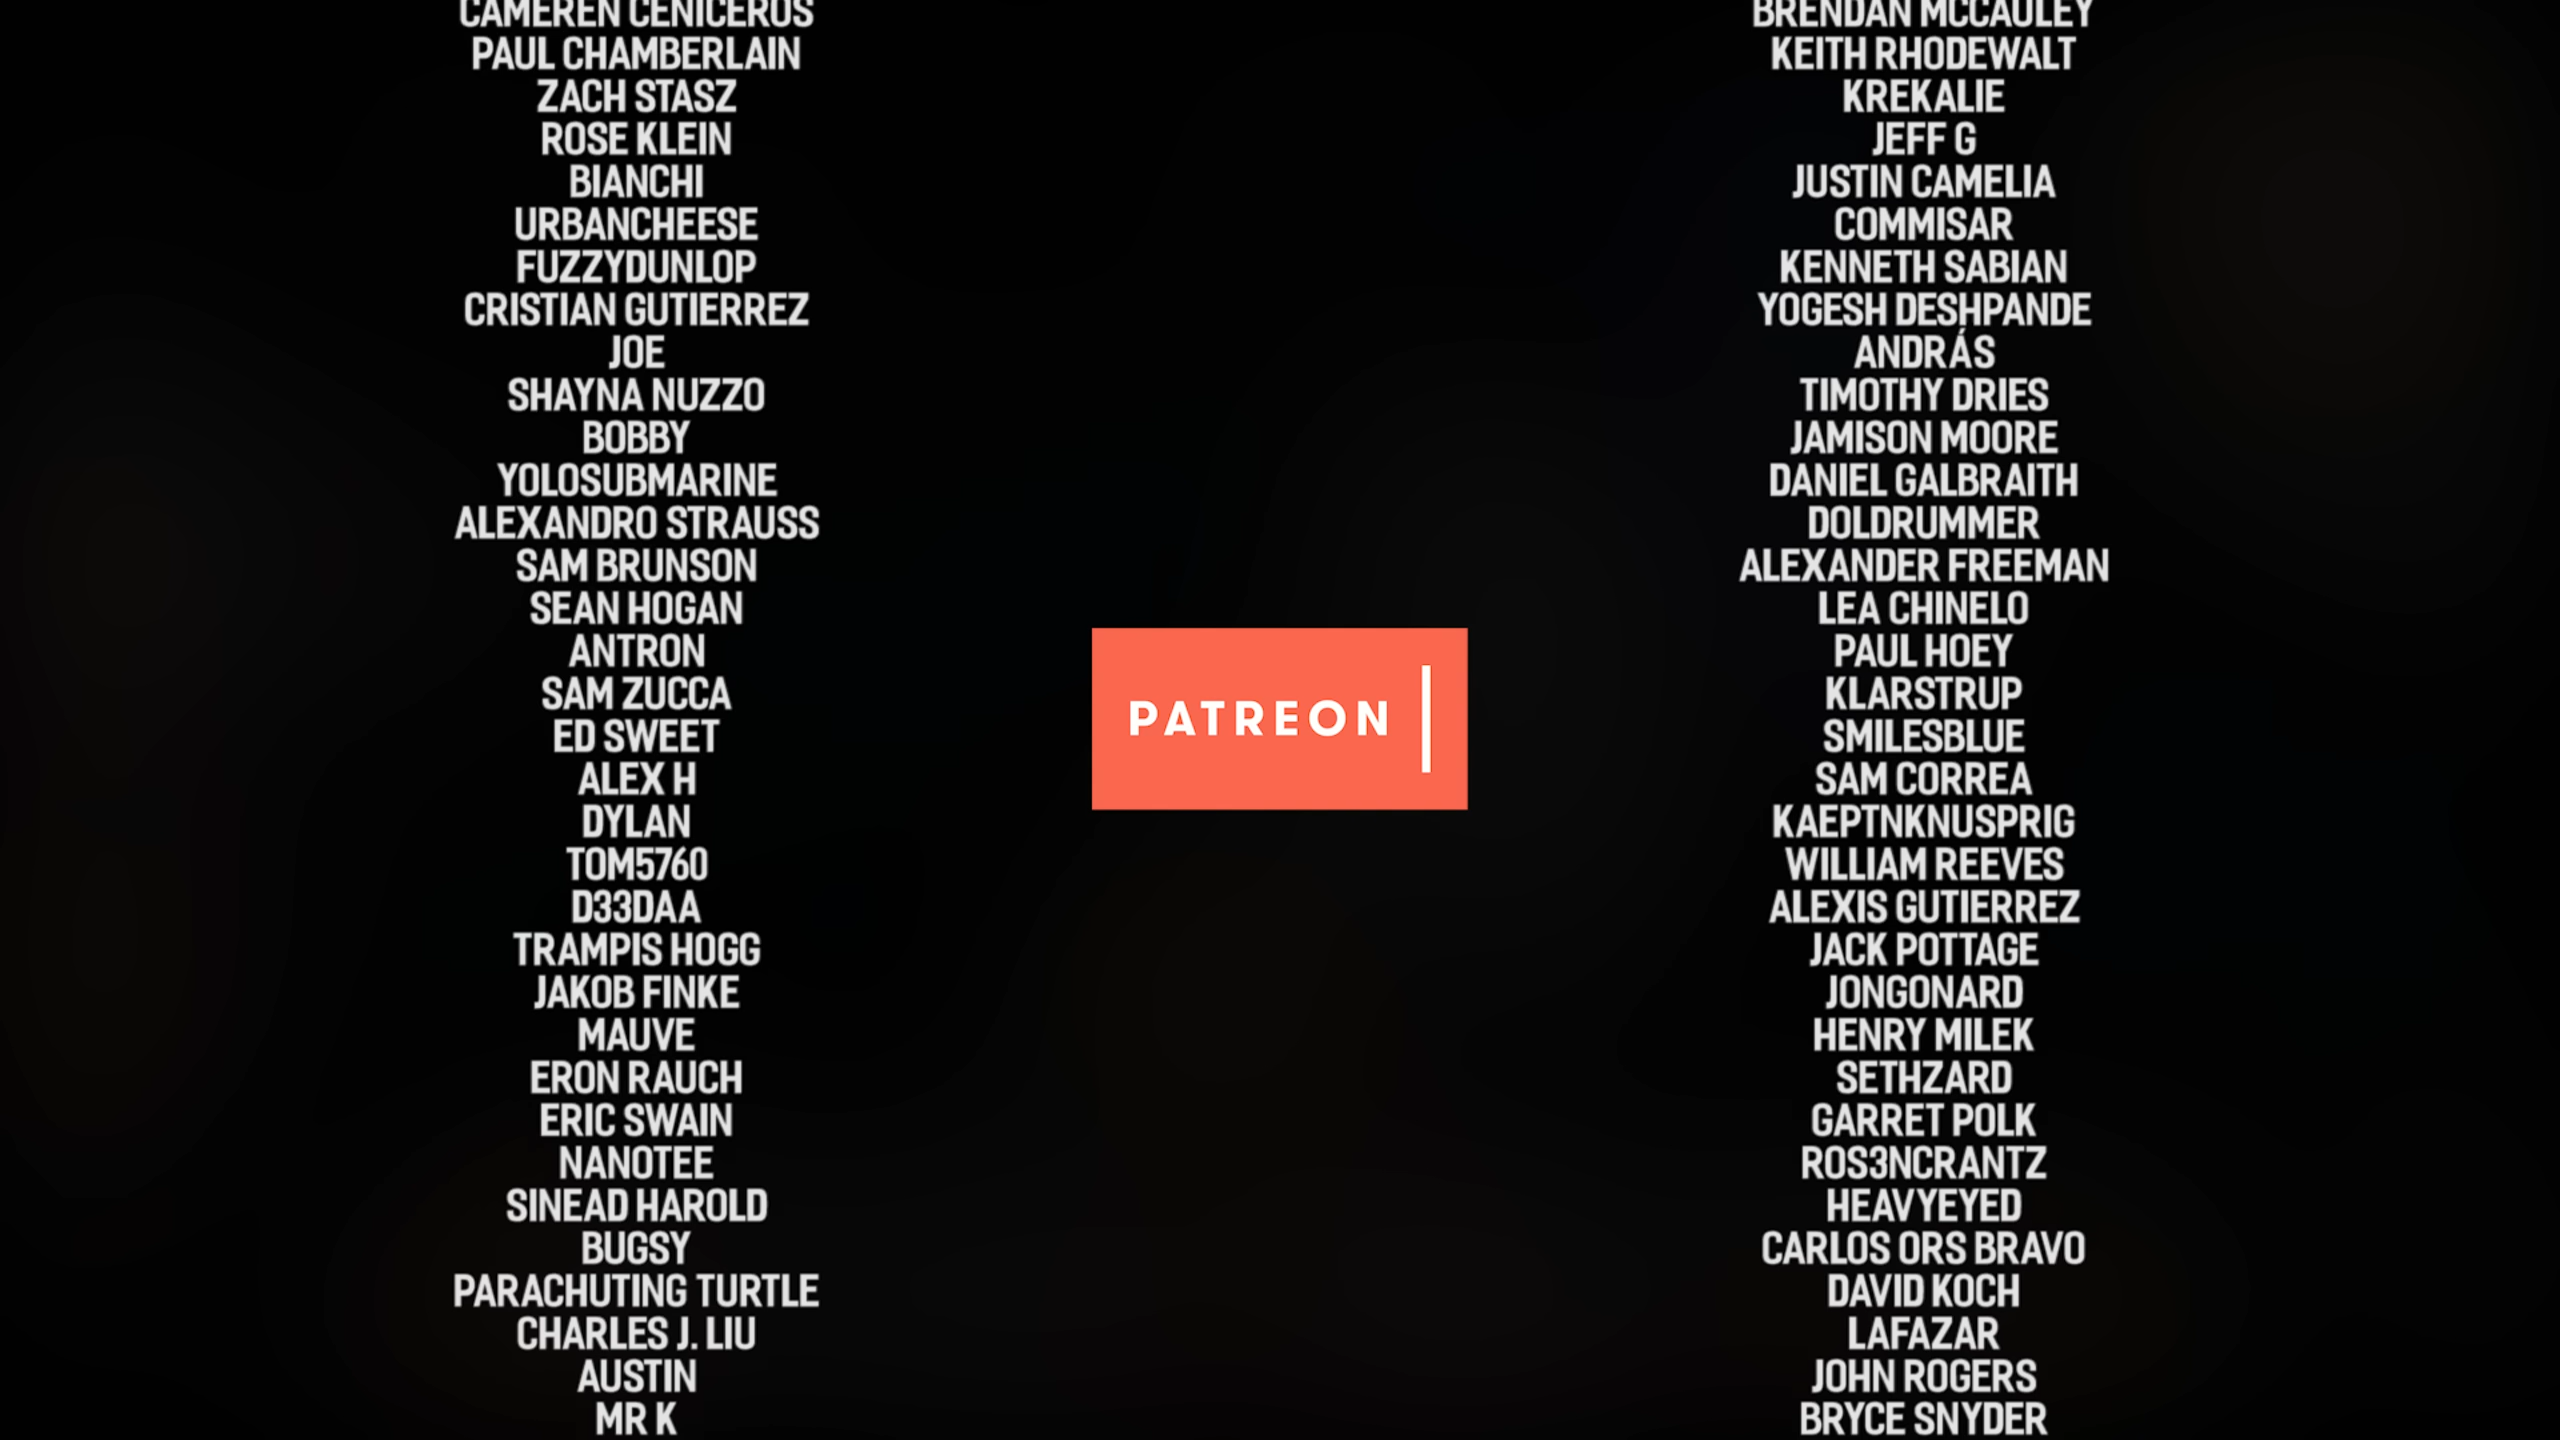 CAMEREN CENICEROS
PAUL CHAMBERLAIN
ZACH STASZ
ROSE KLEIN
BIANCHI
URBANCHEESE
FUZZYDUNLOP
CRISTIAN GUTIERREZ
JOE
SHAYNA NUZZO
BOBBY
YOLOSUBMARINE
ALEXANDRO STRAUSS
SAM BRUNSON
SEAN HOGAN
ANTRON
SAM ZUCCA
ED SWEET
ALEX H
DYLAN
TOM5760
D33DAA
TRAMPIS HOGG
JAKOB FINKE
MAUVE
ERON RAUCH
ERIC SWAIN
NANOTEE
SINEAD HAROLD
BUGSY
PARACHUTING TURTLE
CHARLES J. LIU
AUSTIN
MR K
PATREON
BRENDAN MCCAULEY
KEITH RHODEWALT
KREKALIE
JEFF G
JUSTIN CAMELIA
COMMISAR
KENNETH SABIAN
YOGESH DESHPANDE
ANDRÁS
TIMOTHY DRIES
JAMISON MOORE
DANIEL GALBRAITH
DOLDRUMMER
ALEXANDER FREEMAN
LEA CHINELO
PAUL HOEY
KLARSTRUP
SMILESBLUE
SAM CORREA
KAEPTNKNUSPRIG
WILLIAM REEVES
ALEXIS GUTIERREZ
JACK POTTAGE
JONGONARD
HENRY MILEK
SETHZARD
GARRET POLK
ROS3NCRANTZ
HEAVYEYED
CARLOS ORS BRAVO
DAVID KOCH
LAFAZAR
JOHN ROGERS
BRYCE SNYDER